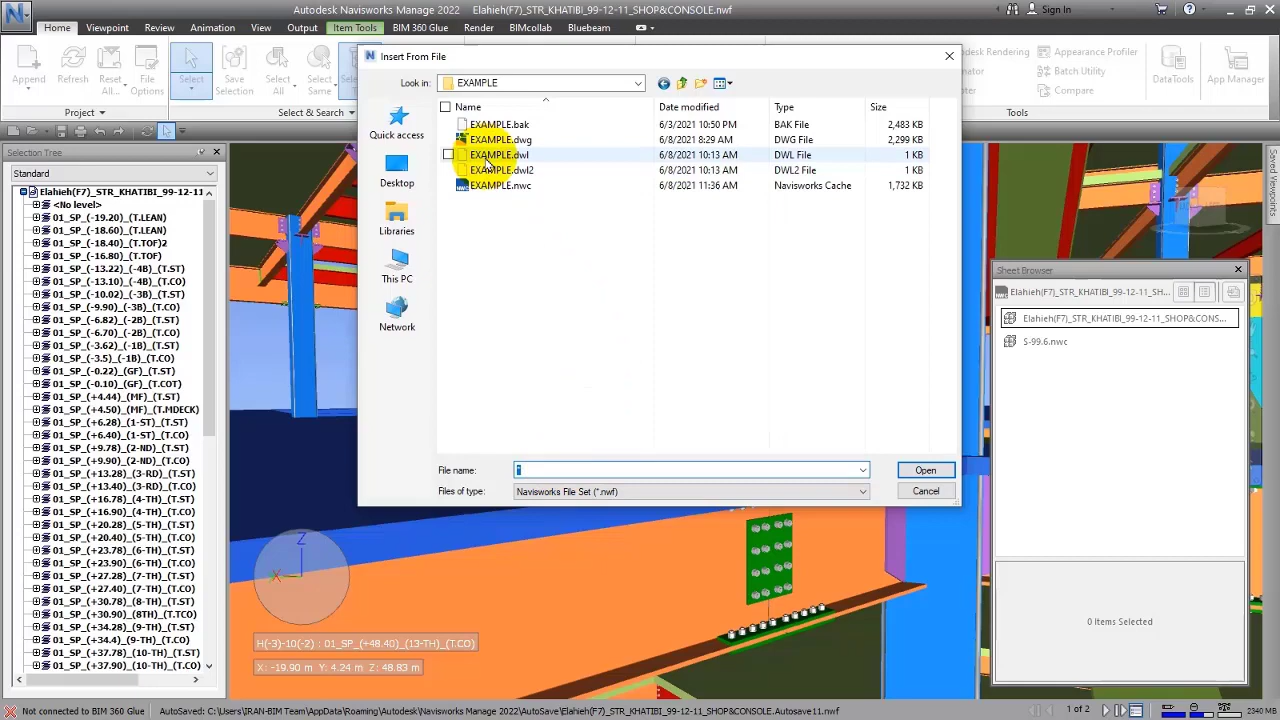 Autodesk Navisworks Manage 2022 Elahieh(F7)_STR_KHATIBI_99-12-11_SHOP&CONSOLE.nwf
Sign In
Home Viewpoint Review Animation View Output Item Tools BIM 360 Glue Render BIMcollab Bluebeam
Append Refresh Reset All... File Options Select Save Selection Select All Select Same
Project Select & Search
Rendering Appearance Profiler
Batch Utility
Compare
DataTools App Manager
Tools
Insert From File
Look in: EXAMPLE
Name Date modified Type Size
EXAMPLE.bak 6/3/2021 10:50 PM BAK File 2,483 KB
EXAMPLE.dwg 6/8/2021 8:29 AM DWG File 2,299 KB
EXAMPLE.dwl 6/8/2021 10:13 AM DWL File 1 KB
EXAMPLE.dwl2 6/8/2021 10:13 AM DWL2 File 1 KB
EXAMPLE.nwc 6/8/2021 11:36 AM Navisworks Cache 1,732 KB
Quick access
Desktop
Libraries
This PC
Network
File name: Open
Files of type: Navisworks File Set (*.nwf) Cancel
Selection Tree
Standard
Elahieh(F7)_STR_KHATIBI_99-12-11
<No level>
01_SP_(-19.20)_(T.LEAN)
01_SP_(-18.60)_(T.LEAN)
01_SP_(-18.40)_(T.TOF)2
01_SP_(-16.80)_(T.TOF)
01_SP_(-13.22)_(-4B)_(T.ST)
01_SP_(-13.10)_(-4B)_(T.CO)
01_SP_(-10.02)_(-3B)_(T.ST)
01_SP_(-9.90)_(-3B)_(T.CO)
01_SP_(-6.82)_(-2B)_(T.ST)
01_SP_(-6.70)_(-2B)_(T.CO)
01_SP_(-3.62)_(-1B)_(T.ST)
01_SP_(-3.5)_(-1B)_(T.CO)
01_SP_(-0.22)_(GF)_(T.ST)
01_SP_(-0.10)_(GF)_(T.COT)
01_SP_(+4.44)_(MF)_(T.ST)
01_SP_(+4.50)_(MF)_(T.MDECK)
01_SP_(+6.28)_(1-ST)_(T.ST)
01_SP_(+6.40)_(1-ST)_(T.CO)
01_SP_(+9.78)_(2-ND)_(T.ST)
01_SP_(+9.90)_(2-ND)_(T.CO)
01_SP_(+13.28)_(3-RD)_(T.ST)
01_SP_(+13.40)_(3-RD)_(T.CO)
01_SP_(+16.78)_(4-TH)_(T.ST)
01_SP_(+16.90)_(4-TH)_(T.CO)
01_SP_(+20.28)_(5-TH)_(T.ST)
01_SP_(+20.40)_(5-TH)_(T.CO)
01_SP_(+23.78)_(6-TH)_(T.ST)
01_SP_(+23.90)_(6-TH)_(T.CO)
01_SP_(+27.28)_(7-TH)_(T.ST)
01_SP_(+27.40)_(7-TH)_(T.CO)
01_SP_(+30.78)_(8-TH)_(T.ST)
01_SP_(+30.90)_(8TH)_(T.TCO)
01_SP_(+34.28)_(9-TH)_(T.ST)
01_SP_(+34.4)_(9-TH)_(T.CO)
01_SP_(+37.78)_(10-TH)_(T.ST)
01_SP_(+37.90)_(10-TH)_(T.CO)
Z
X
H(-3)-10(-2) : 01_SP_(+48.40)_(13-TH)_(T.CO)
X: -19.90 m Y: 4.24 m Z: 48.83 m
Sheet Browser
Elahieh(F7)_STR_KHATIBI_99-12-11_SH...
Elahieh(F7)_STR_KHATIBI_99-12-11_SHOP&CONS...
S-99.6.nwc
0 Items Selected
Saved Viewpoints
Not connected to BIM 360 Glue AutoSaved: C:\Users\IRAN-BIM Team\AppData\Roaming\Autodesk Navisworks Manage 2022\AutoSave\Elahieh(F7)_STR_KHATIBI_99-12-11_SHOP&CONSOLE.Autosave11.nwf
1 of 2
2340 MB